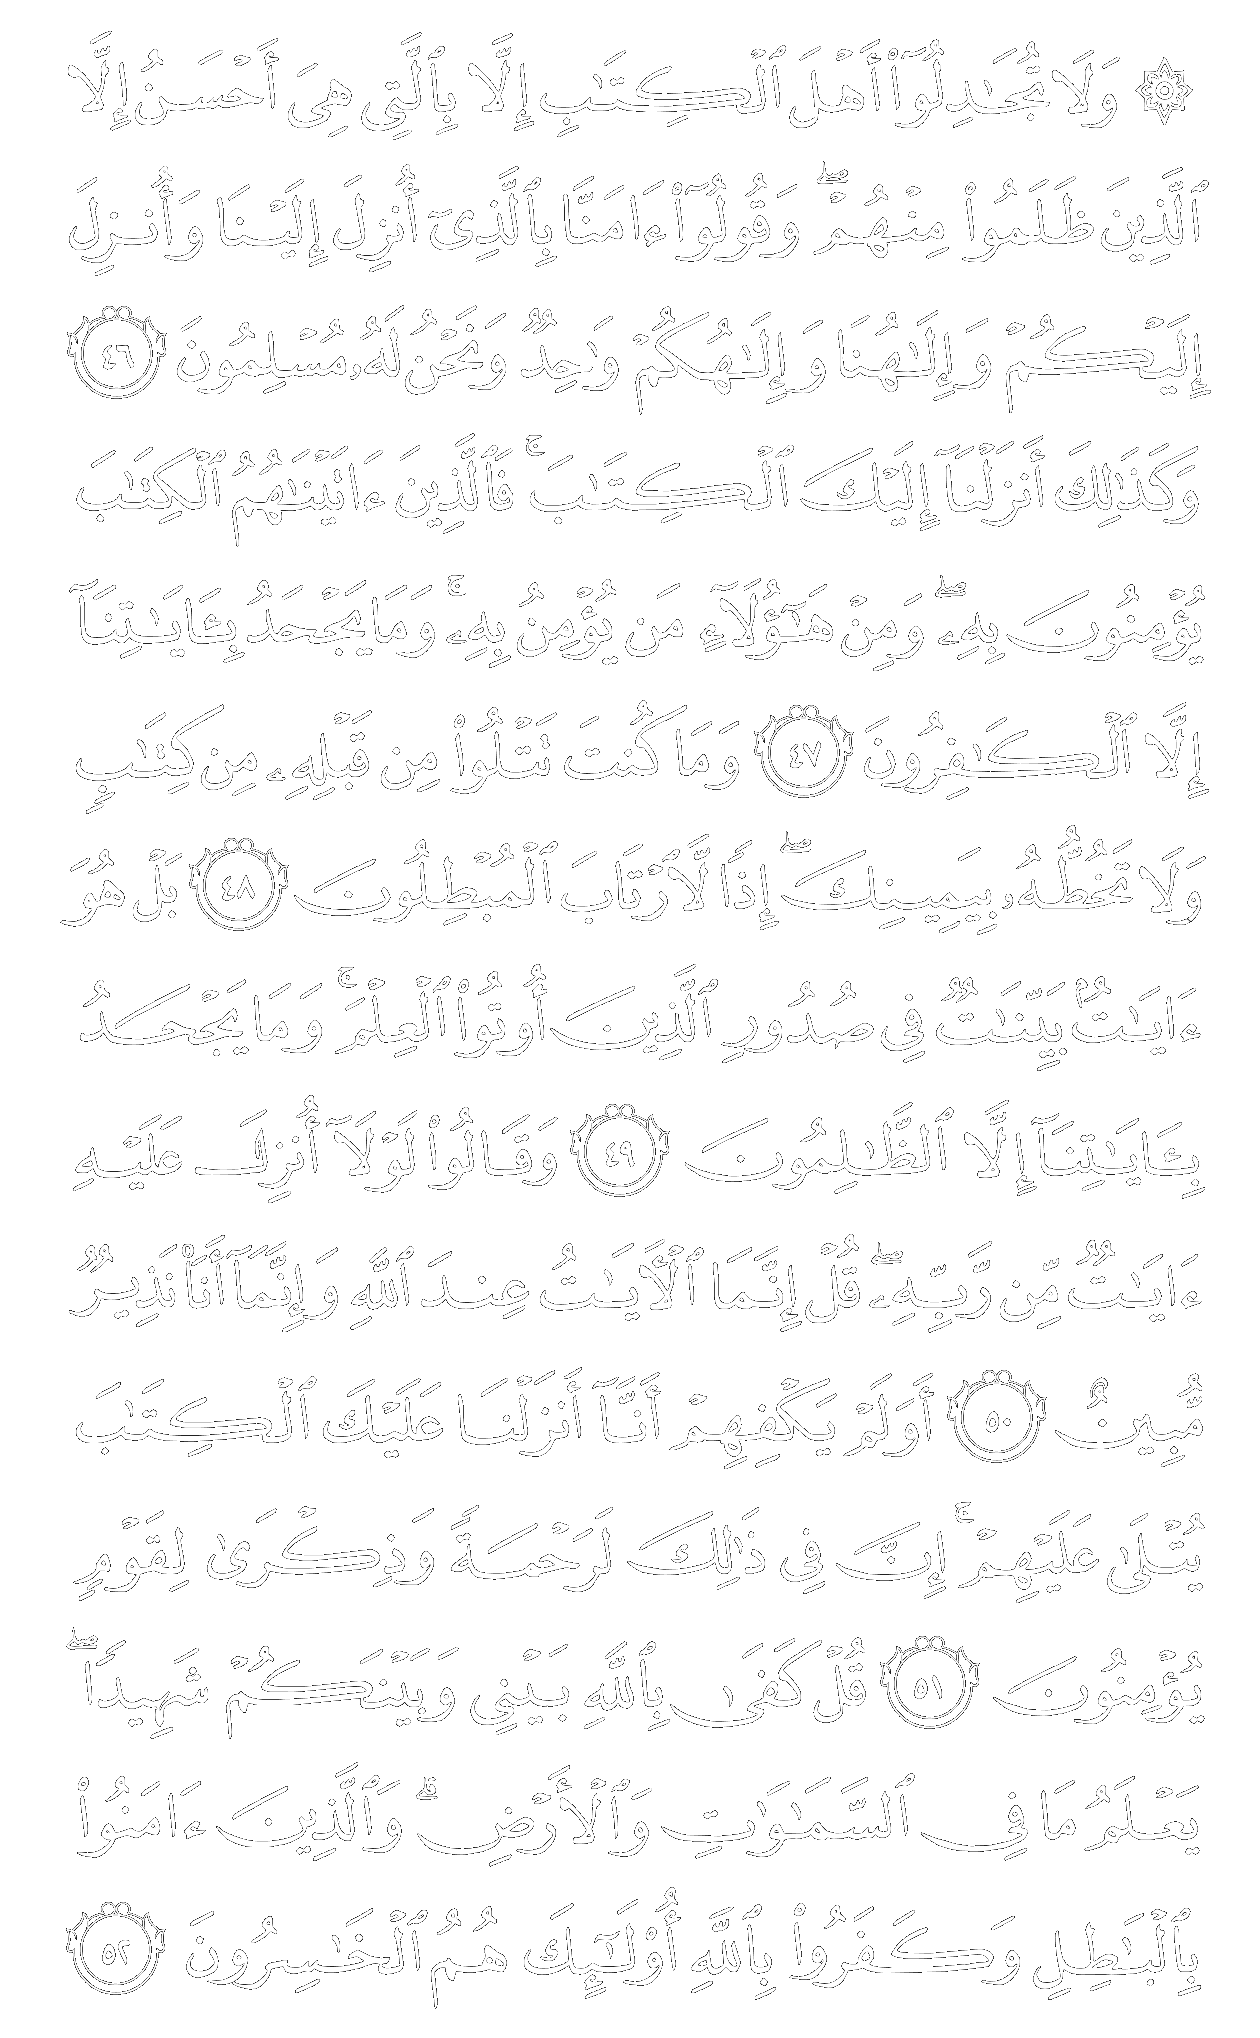 ۞ وَلَا تُجَٰدِلُوٓا۟ أَهْلَ ٱلْكِتَٰبِ إِلَّا بِٱلَّتِى هِىَ أَحْسَنُ إِلَّا
ٱلَّذِينَ ظَلَمُوا۟ مِنْهُمْ ۖ وَقُولُوٓا۟ ءَامَنَّا بِٱلَّذِىٓ أُنزِلَ إِلَيْنَا وَأُنزِلَ
إِلَيْكُمْ وَإِلَٰهُنَا وَإِلَٰهُكُمْ وَٰحِدٌ وَنَحْنُ لَهُۥ مُسْلِمُونَ ٤٦
وَكَذَٰلِكَ أَنزَلْنَآ إِلَيْكَ ٱلْكِتَٰبَ ۚ فَٱلَّذِينَ ءَاتَيْنَٰهُمُ ٱلْكِتَٰبَ
يُؤْمِنُونَ بِهِۦ ۖ وَمِنْ هَٰٓؤُلَآءِ مَن يُؤْمِنُ بِهِۦ ۚ وَمَا يَجْحَدُ بِـَٔايَٰتِنَآ
إِلَّا ٱلْكَٰفِرُونَ ٤٧ وَمَا كُنتَ تَتْلُوا۟ مِن قَبْلِهِۦ مِن كِتَٰبٍ
وَلَا تَخُطُّهُۥ بِيَمِينِكَ ۖ إِذًا لَّٱرْتَابَ ٱلْمُبْطِلُونَ ٤٨ بَلْ هُوَ
ءَايَٰتٌۢ بَيِّنَٰتٌ فِى صُدُورِ ٱلَّذِينَ أُوتُوا۟ ٱلْعِلْمَ ۚ وَمَا يَجْحَدُ
بِـَٔايَٰتِنَآ إِلَّا ٱلظَّٰلِمُونَ ٤٩ وَقَالُوا۟ لَوْلَآ أُنزِلَ عَلَيْهِ
ءَايَٰتٌ مِّن رَّبِّهِۦ ۖ قُلْ إِنَّمَا ٱلْءَايَٰتُ عِندَ ٱللَّهِ وَإِنَّمَآ أَنَا۠ نَذِيرٌ
مُّبِينٌ ٥٠ أَوَلَمْ يَكْفِهِمْ أَنَّآ أَنزَلْنَا عَلَيْكَ ٱلْكِتَٰبَ
يُتْلَىٰ عَلَيْهِمْ ۚ إِنَّ فِى ذَٰلِكَ لَرَحْمَةً وَذِكْرَىٰ لِقَوْمٍ
يُؤْمِنُونَ ٥١ قُلْ كَفَىٰ بِٱللَّهِ بَيْنِى وَبَيْنَكُمْ شَهِيدًا ۖ
يَعْلَمُ مَا فِى ٱلسَّمَٰوَٰتِ وَٱلْأَرْضِ ۗ وَٱلَّذِينَ ءَامَنُوا۟
بِٱلْبَٰطِلِ وَكَفَرُوا۟ بِٱللَّهِ أُو۟لَٰٓئِكَ هُمُ ٱلْخَٰسِرُونَ ٥٢